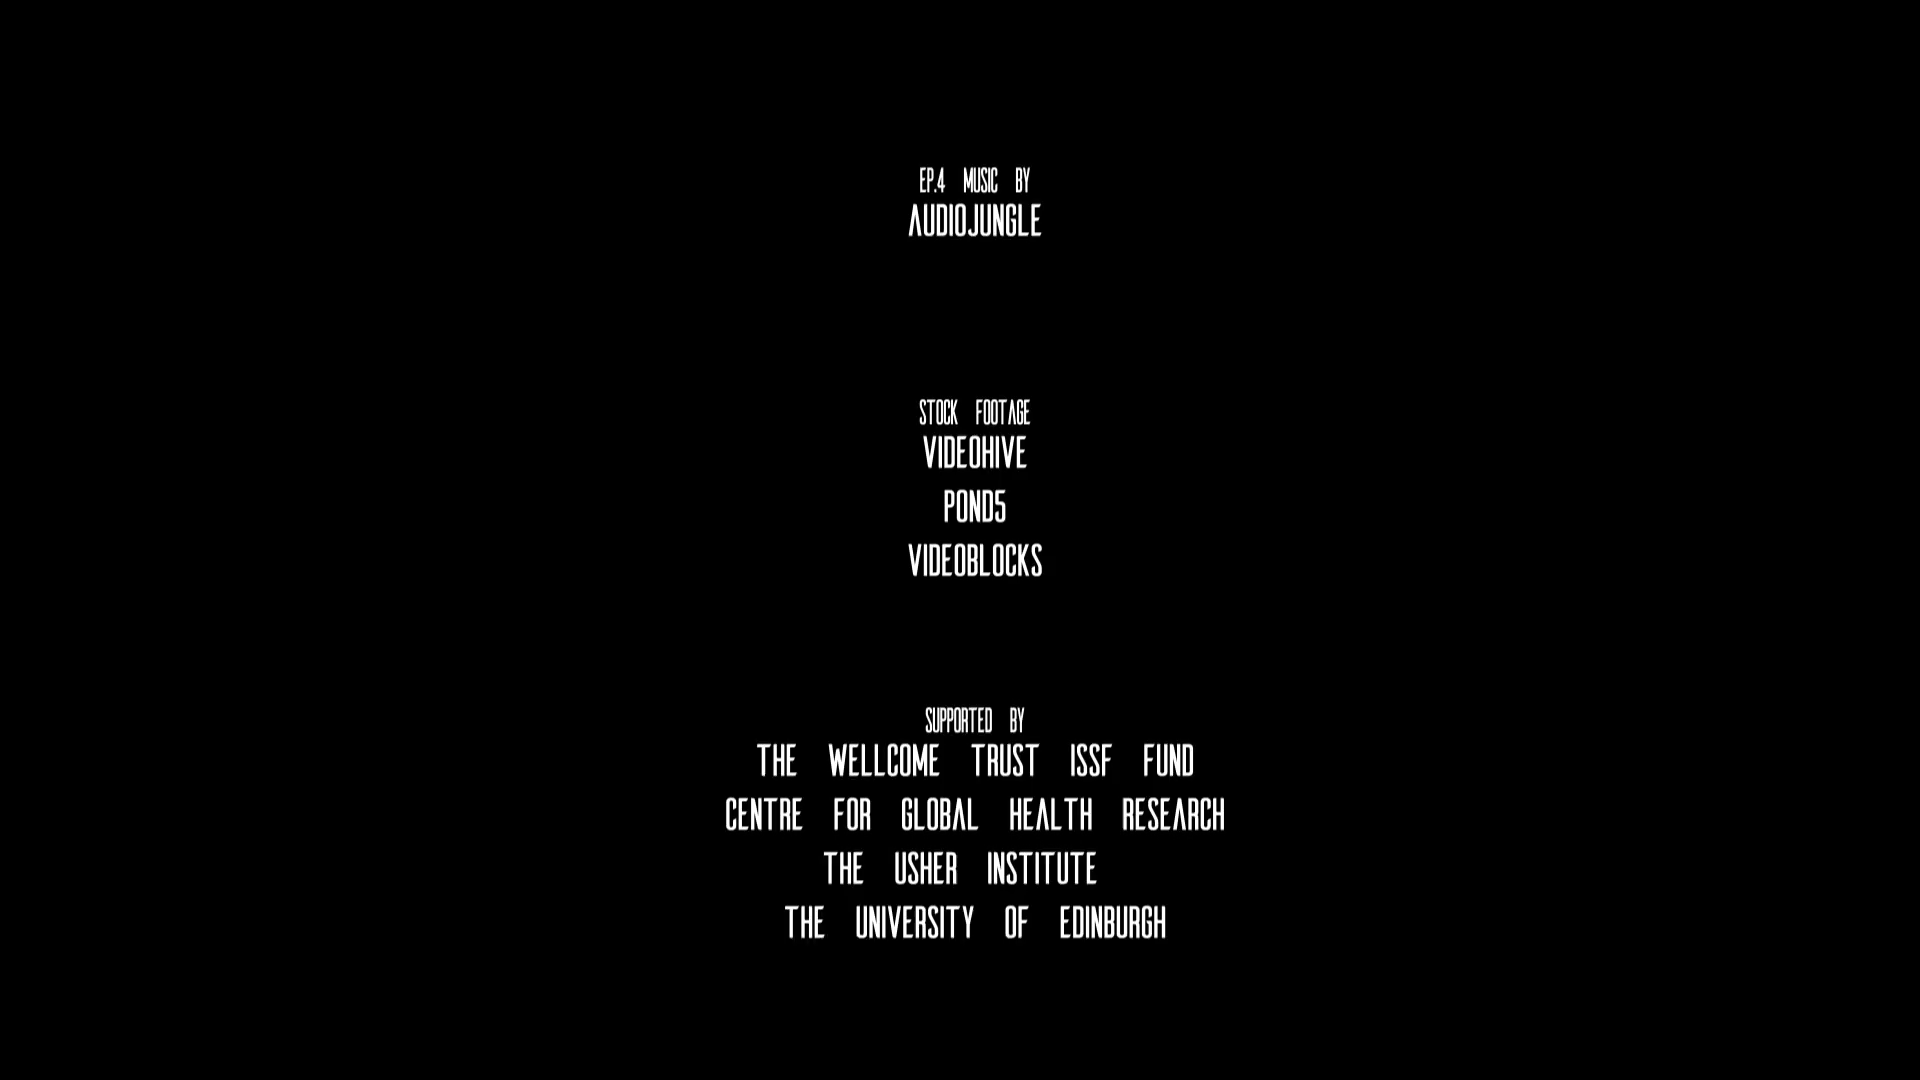 EP.4 MUSIC BY
AUDIOJUNGLE
STOCK FOOTAGE
VIDEOHIVE
POND5
VIDEOBLOCKS
SUPPORTED BY
THE WELLCOME TRUST ISSF FUND
CENTRE FOR GLOBAL HEALTH RESEARCH
THE USHER INSTITUTE
THE UNIVERSITY OF EDINBURGH